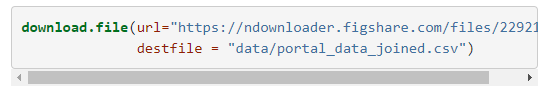 download.file(url="https://ndownloader.figshare.com/files/22921
destfile = "data/portal_data_joined.csv")